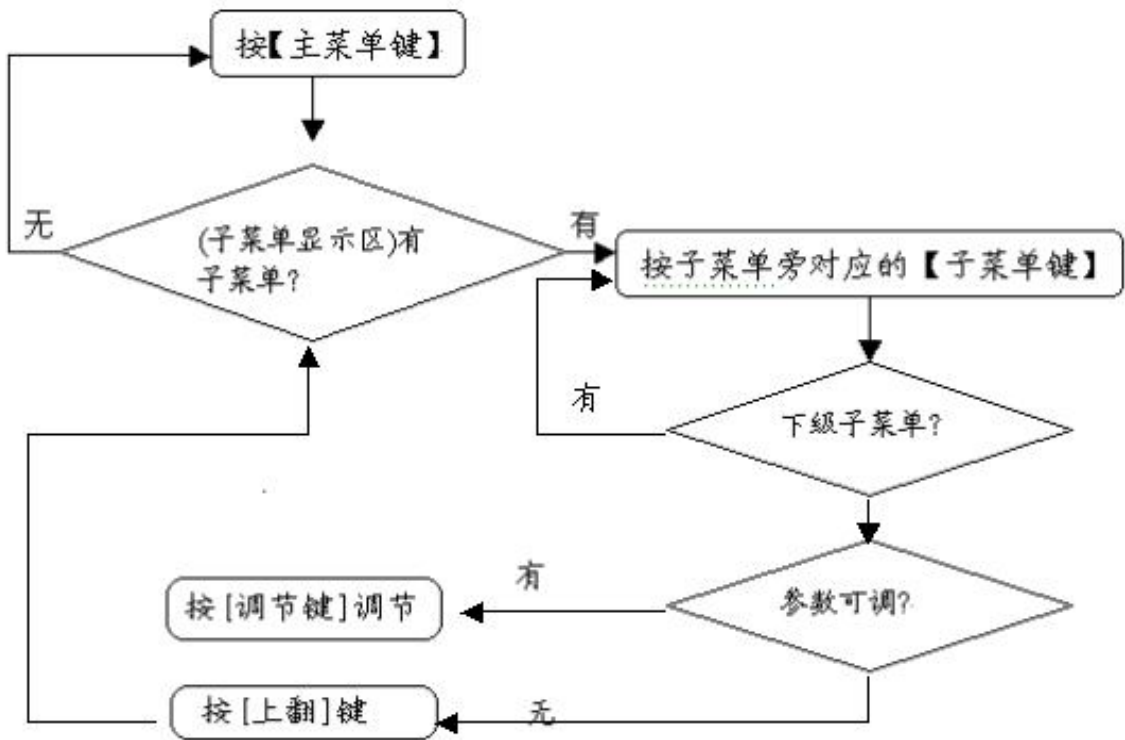 按【主菜单键】
无
(子菜单显示区)有
子菜单?
有
按子菜单旁对应的【子菜单键】
有
下级子菜单?
有
按[调节键]调节
参数可调?
按[上翻]键
无